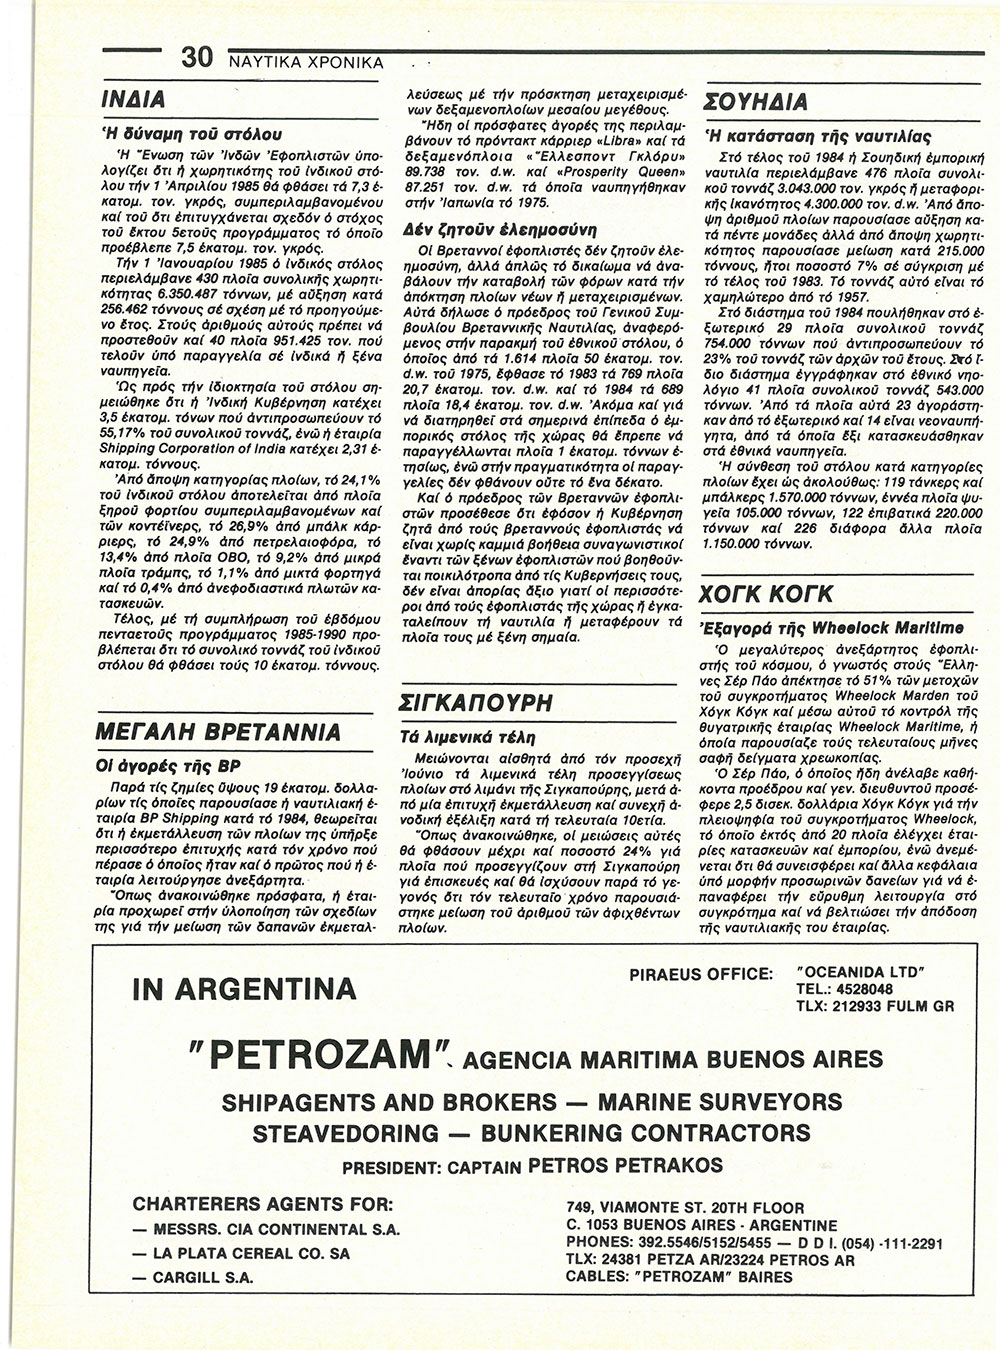 30 ΝΑΥΤΙΚΑ ΧΡΟΝΙΚΑ
ΙΝΔΙΑ
Ἡ δύναμη τοῦ στόλου
Ἡ Ἕνωση τῶν Ἰνδῶν Ἐφοπλιστῶν ὑπο-
λογίζει ὅτι ἡ χωρητικότης τοῦ ἰνδικοῦ στό-
λου τήν 1 Ἀπριλίου 1985 θά φθάσει τά 7,3 ἑ-
κατομ. τον. γκρός, συμπεριλαμβανομένου
καί τοῦ ὅτι ἐπιτυγχάνεται σχεδόν ὁ στόχος
τοῦ ἕκτου 5ετοῦς προγράμματος τό ὁποῖο
προέβλεπε 7,5 ἑκατομ. τον. γκρός.
Τήν 1 Ἰανουαρίου 1985 ὁ ἰνδικός στόλος
περιελάμβανε 430 πλοῖα συνολικῆς χωρητι-
κότητας 6.350.487 τόννων, μέ αὔξηση κατά
256.462 τόννους σέ σχέση μέ τό προηγούμε-
νο ἔτος. Στούς ἀριθμούς αὐτούς πρέπει νά
προστεθοῦν καί 40 πλοῖα 951.425 τον. πού
τελοῦν ὑπό παραγγελία σέ ἰνδικά ἤ ξένα
ναυπηγεῖα.
Ὡς πρός τήν ἰδιοκτησία τοῦ στόλου ση-
μειώθηκε ὅτι ἡ Ἰνδική Κυβέρνηση κατέχει
3,5 ἑκατομ. τόνων πού ἀντιπροσωπεύουν τό
55,17% τοῦ συνολικοῦ τοννάζ, ἐνῶ ἡ ἑταιρία
Shipping Corporation of India κατέχει 2,31 ἑ-
κατομ. τόννους.
Ἀπό ἄποψη κατηγορίας πλοίων, τό 24,1%
τοῦ ἰνδικοῦ στόλου ἀποτελεῖται ἀπό πλοῖα
ξηροῦ φορτίου συμπεριλαμβανομένων καί
τῶν κοντέϊνερς, τό 26,9% ἀπό μπάλκ κάρ-
ριερς, τό 24,9% ἀπό πετρελαιοφόρα, τό
13,4% ἀπό πλοῖα ΟΒΟ, τό 9,2% ἀπό μικρά
πλοῖα τράμπς, τό 1,1% ἀπό μικτά φορτηγά
καί τό 0,4% ἀπό ἀνεφοδιαστικά πλωτῶν κα-
τασκευῶν.
Τέλος, μέ τή συμπλήρωση τοῦ ἑβδόμου
πενταετοῦς προγράμματος 1985-1990 προ-
βλέπεται ὅτι τό συνολικό τοννάζ τοῦ ἰνδικοῦ
στόλου θά φθάσει τούς 10 ἑκατομ. τόννους.
ΜΕΓΑΛΗ ΒΡΕΤΑΝΝΙΑ
Οἱ ἀγορές τῆς BP
Παρά τίς ζημίες ὕψους 19 ἑκατομ. δολλα-
ρίων τίς ὁποῖες παρουσίασε ἡ ναυτιλιακή ἑ-
ταιρία BP Shipping κατά τό 1984, θεωρεῖται
ὅτι ἡ ἐκμετάλλευση τῶν πλοίων της ὑπῆρξε
περισσότερο ἐπιτυχής κατά τόν χρόνο πού
πέρασε ὁ ὁποῖος ἦταν καί ὁ πρῶτος πού ἡ ἑ-
ταιρία λειτούργησε ἀνεξάρτητα.
Ὅπως ἀνακοινώθηκε πρόσφατα, ἡ ἑται-
ρία προχωρεῖ στήν ὑλοποίηση τῶν σχεδίων
της γιά τήν μείωση τῶν δαπανῶν ἐκμεταλ-
λεύσεως μέ τήν πρόσκτηση μεταχειρισμέ-
νων δεξαμενοπλοίων μεσαίου μεγέθους.
Ἤδη οἱ πρόσφατες ἀγορές της περιλαμ-
βάνουν τό πρόντακτ κάρριερ «Libra» καί τά
δεξαμενόπλοια «Ἕλλεσποντ Γκλόρυ»
89.738 τον. d.w. καί «Prosperity Queen»
87.251 τον. d.w. τά ὁποῖα ναυπηγήθηκαν
στήν Ἰαπωνία τό 1975.
Δέν ζητοῦν ἐλεημοσύνη
Οἱ Βρεταννοί ἐφοπλιστές δέν ζητοῦν ἐλε-
ημοσύνη, ἀλλά ἁπλῶς τό δικαίωμα νά ἀνα-
βάλουν τήν καταβολή τῶν φόρων κατά τήν
ἀπόκτηση πλοίων νέων ἤ μεταχειρισμένων.
Αὐτά δήλωσε ὁ πρόεδρος τοῦ Γενικοῦ Συμ-
βουλίου Βρεταννικῆς Ναυτιλίας, ἀναφερό-
μενος στήν παρακμή τοῦ ἐθνικοῦ στόλου, ὁ
ὁποῖος ἀπό τά 1.614 πλοῖα 50 ἑκατομ. τον.
d.w. τοῦ 1975, ἔφθασε τό 1983 τά 769 πλοῖα
20,7 ἑκατομ. τον. d.w. καί τό 1984 τά 689
πλοῖα 18,4 ἑκατομ. τον. d.w. Ἀκόμα καί γιά
νά διατηρηθεῖ στά σημερινά ἐπίπεδα ὁ ἐμ-
πορικός στόλος τῆς χώρας θά ἔπρεπε νά
παραγγέλλωνται πλοῖα 1 ἑκατομ. τόννων ἐ-
τησίως, ἐνῶ στήν πραγματικότητα οἱ παραγ-
γελίες δέν φθάνουν οὔτε τό ἕνα δέκατο.
Καί ὁ πρόεδρος τῶν Βρεταννῶν ἐφοπλι-
στῶν προσέθεσε ὅτι ἐφόσον ἡ Κυβέρνηση
ζητᾶ ἀπό τούς βρεταννούς ἐφοπλιστάς νά
εἶναι χωρίς καμμιά βοήθεια συναγωνιστικοί
ἔναντι τῶν ξένων ἐφοπλιστῶν πού βοηθοῦν-
ται ποικιλότροπα ἀπό τίς Κυβερνήσεις τους,
δέν εἶναι ἀπορίας ἄξιο γιατί οἱ περισσότε-
ροι ἀπό τούς ἐφοπλιστάς τῆς χώρας ἤ ἐγκα-
ταλείπουν τή ναυτιλία ἤ μεταφέρουν τά
πλοῖα τους μέ ξένη σημαία.
ΣΙΓΚΑΠΟΥΡΗ
Τά λιμενικά τέλη
Μειώνονται αἰσθητά ἀπό τόν προσεχῆ
Ἰούνιο τά λιμενικά τέλη προσεγγίσεως
πλοίων στό λιμάνι τῆς Σιγκαπούρης, μετά ἀ-
πό μία ἐπιτυχῆ ἐκμετάλλευση καί συνεχῆ ἀ-
νοδική ἐξέλιξη κατά τή τελευταία 10ετία.
Ὅπως ἀνακοινώθηκε, οἱ μειώσεις αὐτές
θά φθάσουν μέχρι καί ποσοστό 24% γιά
πλοῖα πού προσεγγίζουν στή Σιγκαπούρη
γιά ἐπισκευές καί θά ἰσχύσουν παρά τό γε-
γονός ὅτι τόν τελευταῖο χρόνο παρουσιά-
στηκε μείωση τοῦ ἀριθμοῦ τῶν ἀφιχθέντων
πλοίων.
ΣΟΥΗΔΙΑ
Ἡ κατάσταση τῆς ναυτιλίας
Στό τέλος τοῦ 1984 ἡ Σουηδική ἐμπορική
ναυτιλία περιελάμβανε 476 πλοῖα συνολι-
κοῦ τοννάζ 3.043.000 τον. γκρός ἤ μεταφορι-
κῆς ἱκανότητος 4.300.000 τον. d.w. Ἀπό ἄπο-
ψη ἀριθμοῦ πλοίων παρουσίασε αὔξηση κα-
τά πέντε μονάδες ἀλλά ἀπό ἄποψη χωρητι-
κότητος παρουσίασε μείωση κατά 215.000
τόννους, ἤτοι ποσοστό 7% σέ σύγκριση μέ
τό τέλος τοῦ 1983. Τό τοννάζ αὐτό εἶναι τό
χαμηλώτερο ἀπό τό 1957.
Στό διάστημα τοῦ 1984 πουλήθηκαν στό ἐ-
ξωτερικό 29 πλοῖα συνολικοῦ τοννάζ
754.000 τόννων πού ἀντιπροσωπεύουν τό
23% τοῦ τοννάζ τῶν ἀρχῶν τοῦ ἔτους. Στό ἴ-
διο διάστημα ἐγγράφηκαν στό ἐθνικό νηο-
λόγιο 41 πλοῖα συνολικοῦ τοννάζ 543.000
τόννων. Ἀπό τά πλοῖα αὐτά 23 ἀγοράστη-
καν ἀπό τό ἐξωτερικό καί 14 εἶναι νεοναυπή-
γητα, ἀπό τά ὁποῖα ἕξι κατασκευάσθηκαν
στά ἐθνικά ναυπηγεῖα.
Ἡ σύνθεση τοῦ στόλου κατά κατηγορίες
πλοίων ἔχει ὡς ἀκολούθως: 119 τάνκερς καί
μπάλκερς 1.570.000 τόννων, ἐννέα πλοῖα ψυ-
γεῖα 105.000 τόννων, 122 ἐπιβατικά 220.000
τόννων καί 226 διάφορα ἄλλα πλοῖα
1.150.000 τόννων.
ΧΟΓΚ ΚΟΓΚ
Ἐξαγορά τῆς Wheelock Maritime
Ὁ μεγαλύτερος ἀνεξάρτητος ἐφοπλι-
στής τοῦ κόσμου, ὁ γνωστός στούς Ἕλλη-
νες Σέρ Πάο ἀπέκτησε τό 51% τῶν μετοχῶν
τοῦ συγκροτήματος Wheelock Marden τοῦ
Χόγκ Κόγκ καί μέσω αὐτοῦ τό κοντρόλ τῆς
θυγατρικῆς ἑταιρίας Wheelock Maritime, ἡ
ὁποία παρουσίαζε τούς τελευταίους μῆνες
σαφῆ δείγματα χρεωκοπίας.
Ὁ Σέρ Πάο, ὁ ὁποῖος ἤδη ἀνέλαβε καθή-
κοντα προέδρου καί γεν. διευθυντοῦ προσέ-
φερε 2,5 δισεκ. δολλάρια Χόγκ Κόγκ γιά τήν
πλειοψηφία τοῦ συγκροτήματος Wheelock,
τό ὁποῖο ἐκτός ἀπό 20 πλοῖα ἐλέγχει ἑται-
ρίες κατασκευῶν καί ἐμπορίου, ἐνῶ ἀνεμέ-
νεται ὅτι θά συνεισφέρει καί ἄλλα κεφάλαια
ὑπό μορφήν προσωρινῶν δανείων γιά νά ἐ-
παναφέρει τήν εὔρυθμη λειτουργία στό
συγκρότημα καί νά βελτιώσει τήν ἀπόδοση
τῆς ναυτιλιακῆς του ἑταιρίας.
IN ARGENTINA
PIRAEUS OFFICE: "OCEANIDA LTD"
TEL.: 4528048
TLX: 212933 FULM GR
"PETROZAM" AGENCIA MARITIMA BUENOS AIRES
SHIPAGENTS AND BROKERS — MARINE SURVEYORS
STEAVEDORING — BUNKERING CONTRACTORS
PRESIDENT: CAPTAIN PETROS PETRAKOS
CHARTERERS AGENTS FOR:
— MESSRS. CIA CONTINENTAL S.A.
— LA PLATA CEREAL CO. SA
— CARGILL S.A.
749, VIAMONTE ST. 20TH FLOOR
C. 1053 BUENOS AIRES - ARGENTINE
PHONES: 392.5546/5152/5455 — D D I. (054) -111-2291
TLX: 24381 PETZA AR/23224 PETROS AR
CABLES: "PETROZAM" BAIRES